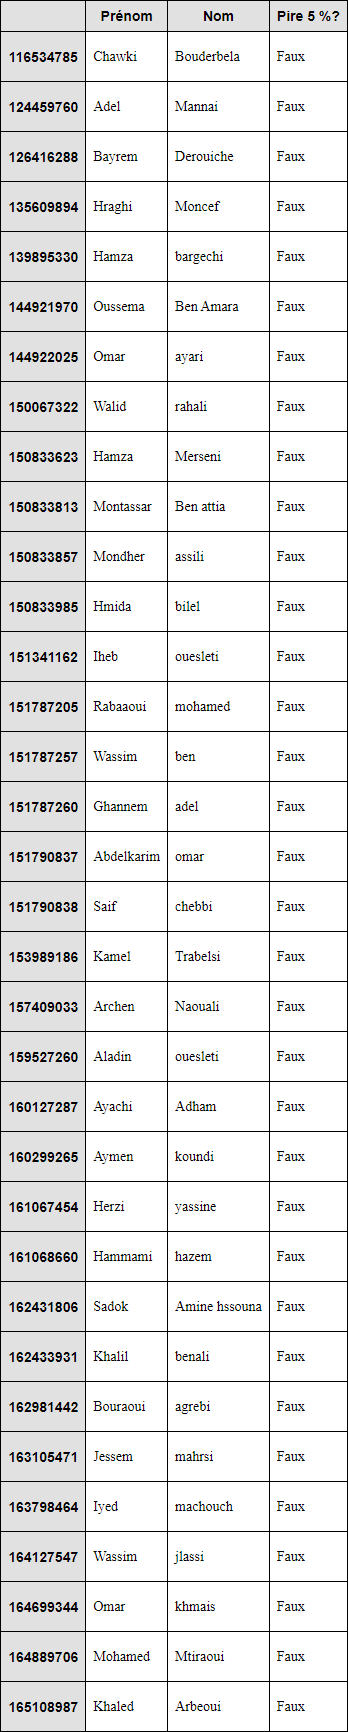 Prénom Nom Pire 5 %?
116534785 Chawki Bouderbela Faux
124459760 Adel Mannai Faux
126416288 Bayrem Derouiche Faux
135609894 Hraghi Moncef Faux
139895330 Hamza bargechi Faux
144921970 Oussema Ben Amara Faux
144922025 Omar ayari Faux
150067322 Walid rahali Faux
150833623 Hamza Merseni Faux
150833813 Montassar Ben attia Faux
150833857 Mondher assili Faux
150833985 Hmida bilel Faux
151341162 Iheb ouesleti Faux
151787205 Rabaaoui mohamed Faux
151787257 Wassim ben Faux
151787260 Ghannem adel Faux
151790837 Abdelkarim omar Faux
151790838 Saif chebbi Faux
153989186 Kamel Trabelsi Faux
157409033 Archen Naouali Faux
159527260 Aladin ouesleti Faux
160127287 Ayachi Adham Faux
160299265 Aymen koundi Faux
161067454 Herzi yassine Faux
161068660 Hammami hazem Faux
162431806 Sadok Amine hssouna Faux
162433931 Khalil benali Faux
162981442 Bouraoui agrebi Faux
163105471 Jessem mahrsi Faux
163798464 Iyed machouch Faux
164127547 Wassim jlassi Faux
164699344 Omar khmais Faux
164889706 Mohamed Mtiraoui Faux
165108987 Khaled Arbeoui Faux